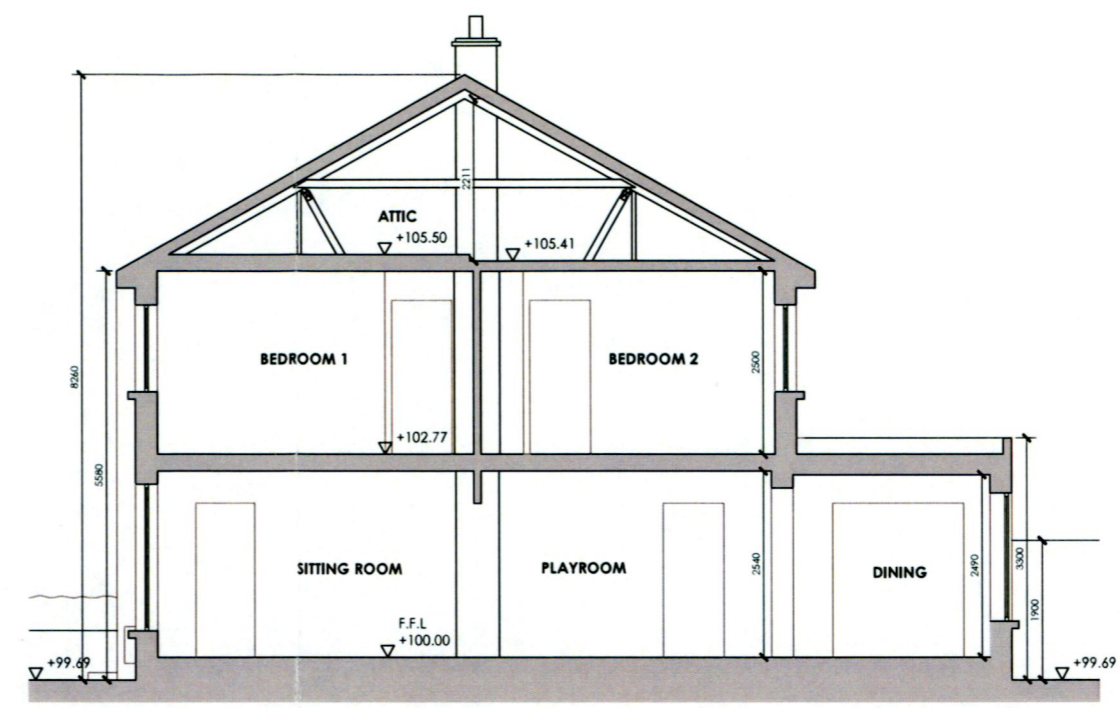 2211
ATTIC
+105.50
+105.41
8260
5580
BEDROOM 1
BEDROOM 2
2500
+102.77
SITTING ROOM
PLAYROOM
DINING
2540
2490
3300
1900
F.F.L
+100.00
+99.69
+99.69